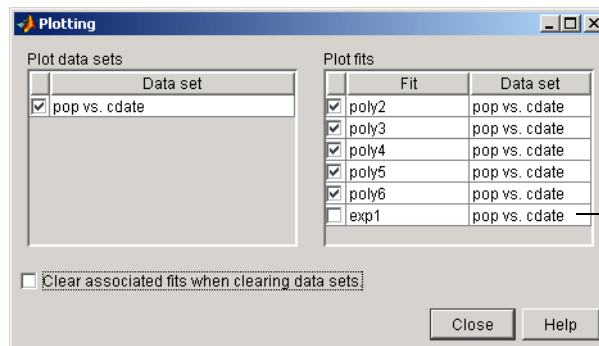 Plotting
Plot data sets
Data set
pop vs. cdate
Plot fits
Fit Data set
poly2 pop vs. cdate
poly3 pop vs. cdate
poly4 pop vs. cdate
poly5 pop vs. cdate
poly6 pop vs. cdate
exp1 pop vs. cdate
Clear associated fits when clearing data sets
Close Help